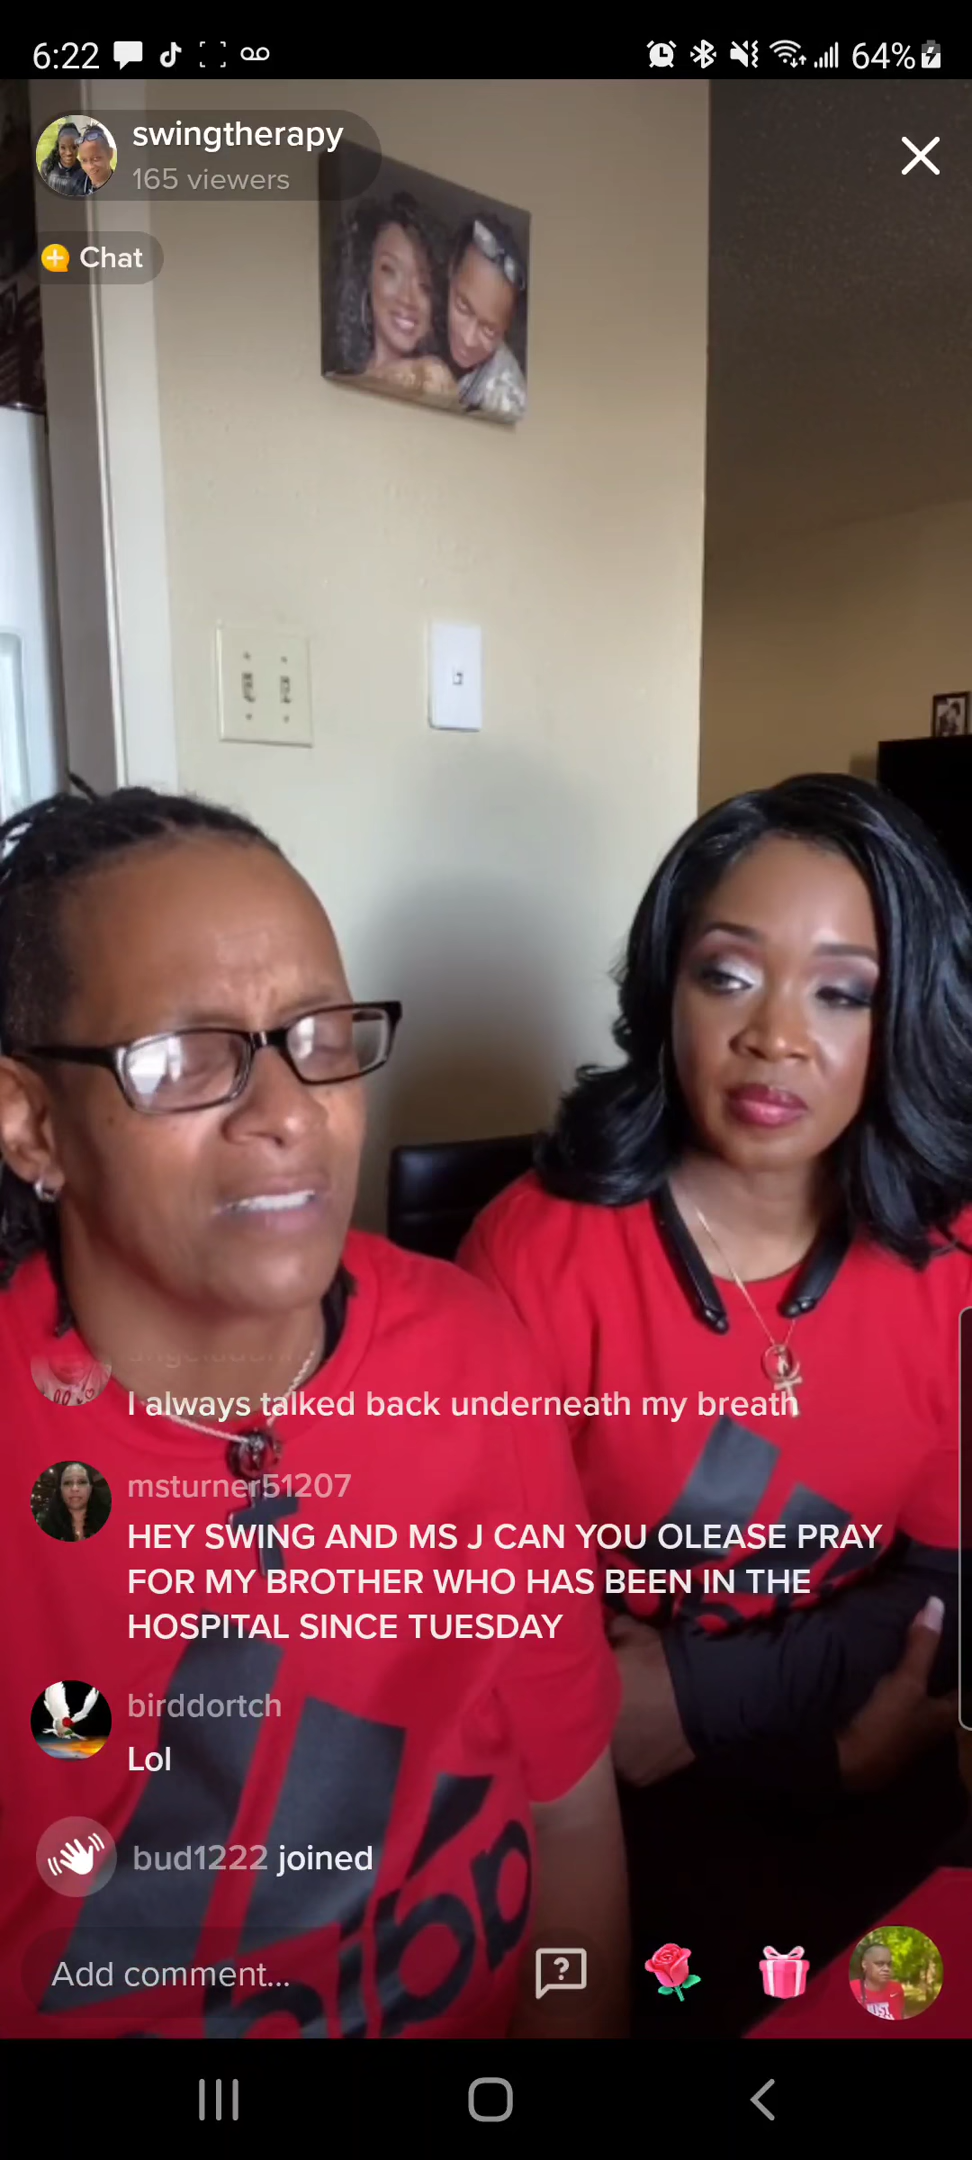 6:22
64%
swingtherapy
165 viewers
Chat
I always talked back underneath my breath
msturner51207
HEY SWING AND MS J CAN YOU OLEASE PRAY
FOR MY BROTHER WHO HAS BEEN IN THE
HOSPITAL SINCE TUESDAY
birddortch
Lol
bud1222 joined
Add comment...